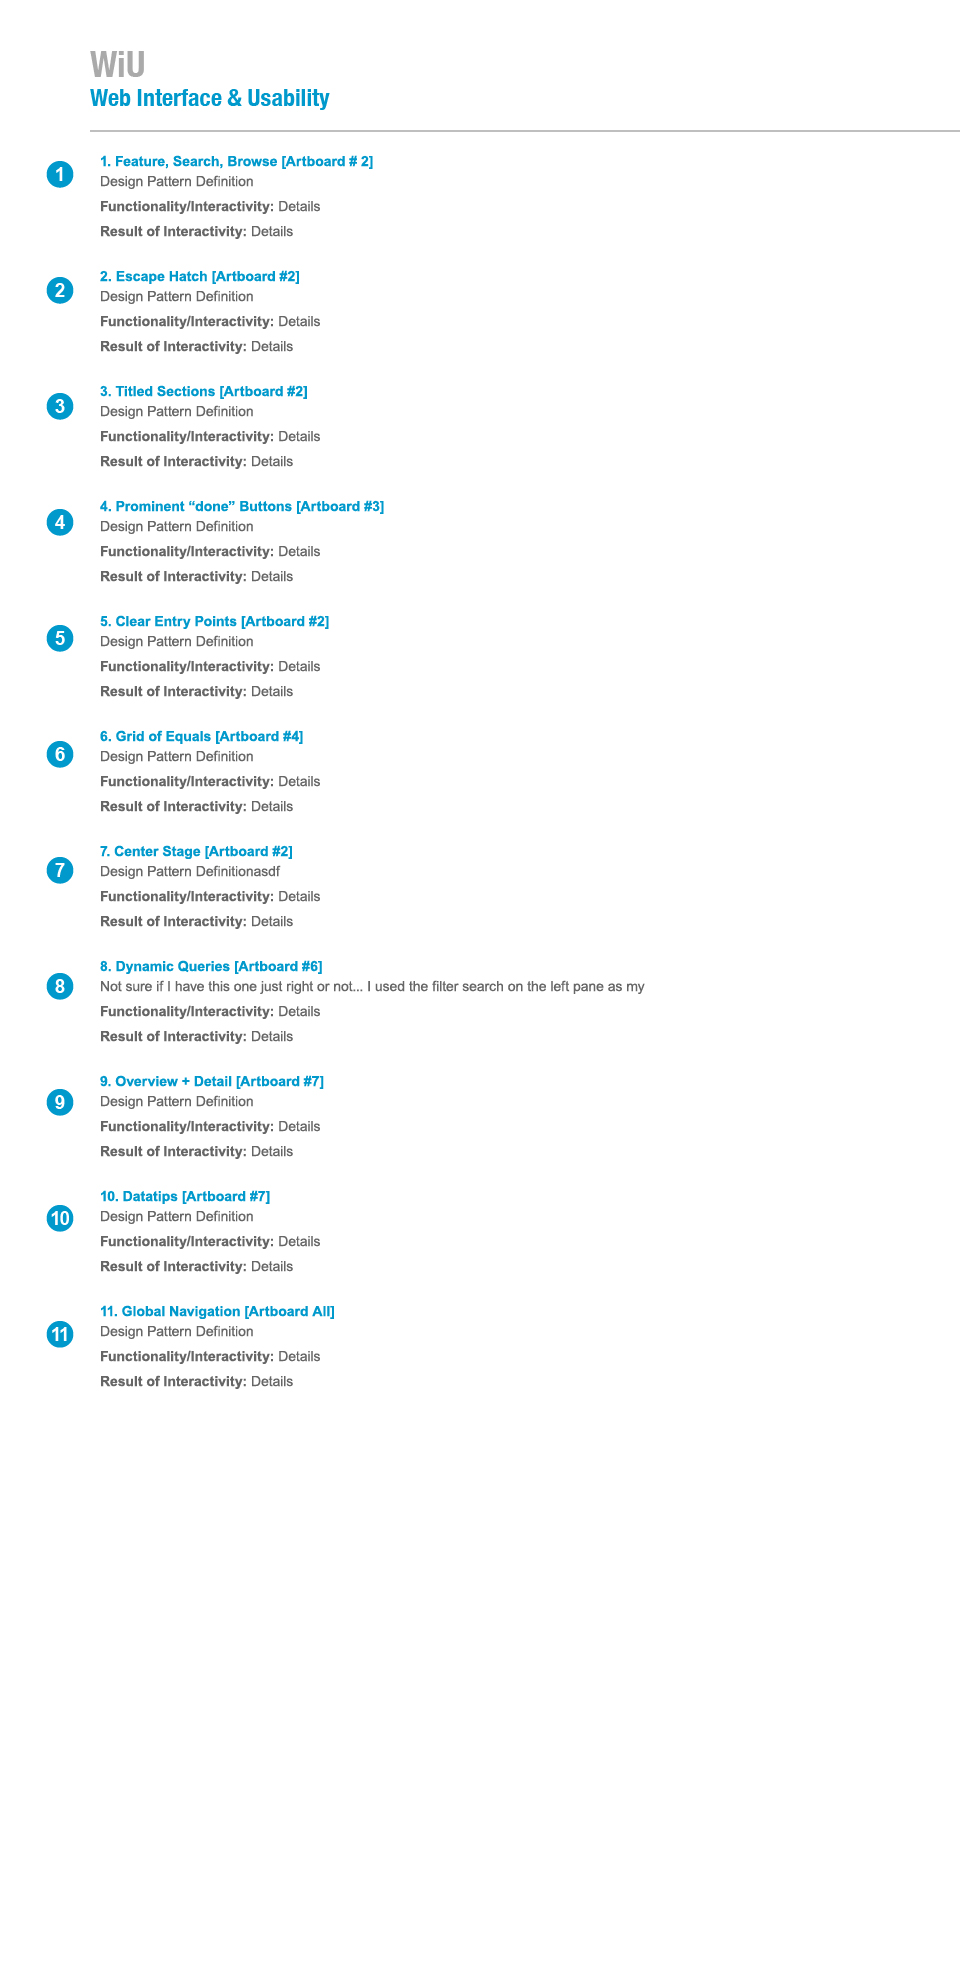 WiU
Web Interface & Usability
1
1. Feature, Search, Browse [Artboard # 2]
Design Pattern Definition
Functionality/Interactivity: Details
Result of Interactivity: Details
2
2. Escape Hatch [Artboard #2]
Design Pattern Definition
Functionality/Interactivity: Details
Result of Interactivity: Details
3
3. Titled Sections [Artboard #2]
Design Pattern Definition
Functionality/Interactivity: Details
Result of Interactivity: Details
4
4. Prominent “done” Buttons [Artboard #3]
Design Pattern Definition
Functionality/Interactivity: Details
Result of Interactivity: Details
5
5. Clear Entry Points [Artboard #2]
Design Pattern Definition
Functionality/Interactivity: Details
Result of Interactivity: Details
6
6. Grid of Equals [Artboard #4]
Design Pattern Definition
Functionality/Interactivity: Details
Result of Interactivity: Details
7
7. Center Stage [Artboard #2]
Design Pattern Definitionasdf
Functionality/Interactivity: Details
Result of Interactivity: Details
8
8. Dynamic Queries [Artboard #6]
Not sure if I have this one just right or not... I used the filter search on the left pane as my
Functionality/Interactivity: Details
Result of Interactivity: Details
9
9. Overview + Detail [Artboard #7]
Design Pattern Definition
Functionality/Interactivity: Details
Result of Interactivity: Details
10
10. Datatips [Artboard #7]
Design Pattern Definition
Functionality/Interactivity: Details
Result of Interactivity: Details
11
11. Global Navigation [Artboard All]
Design Pattern Definition
Functionality/Interactivity: Details
Result of Interactivity: Details